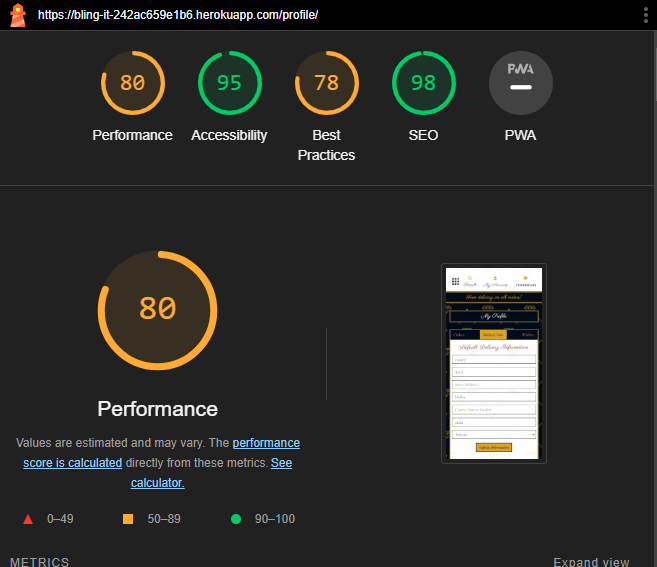 https://bling-it-242ac659e1b6.herokuapp.com/profile/
80 95 78 98 PWA
Performance Accessibility Best Practices SEO PWA
80
Performance
Values are estimated and may vary. The performance
score is calculated directly from these metrics. See
calculator.
0–49 50–89 90–100
Free delivery on all orders!
My Profile
Default Delivery Information
METRICS
Expand view